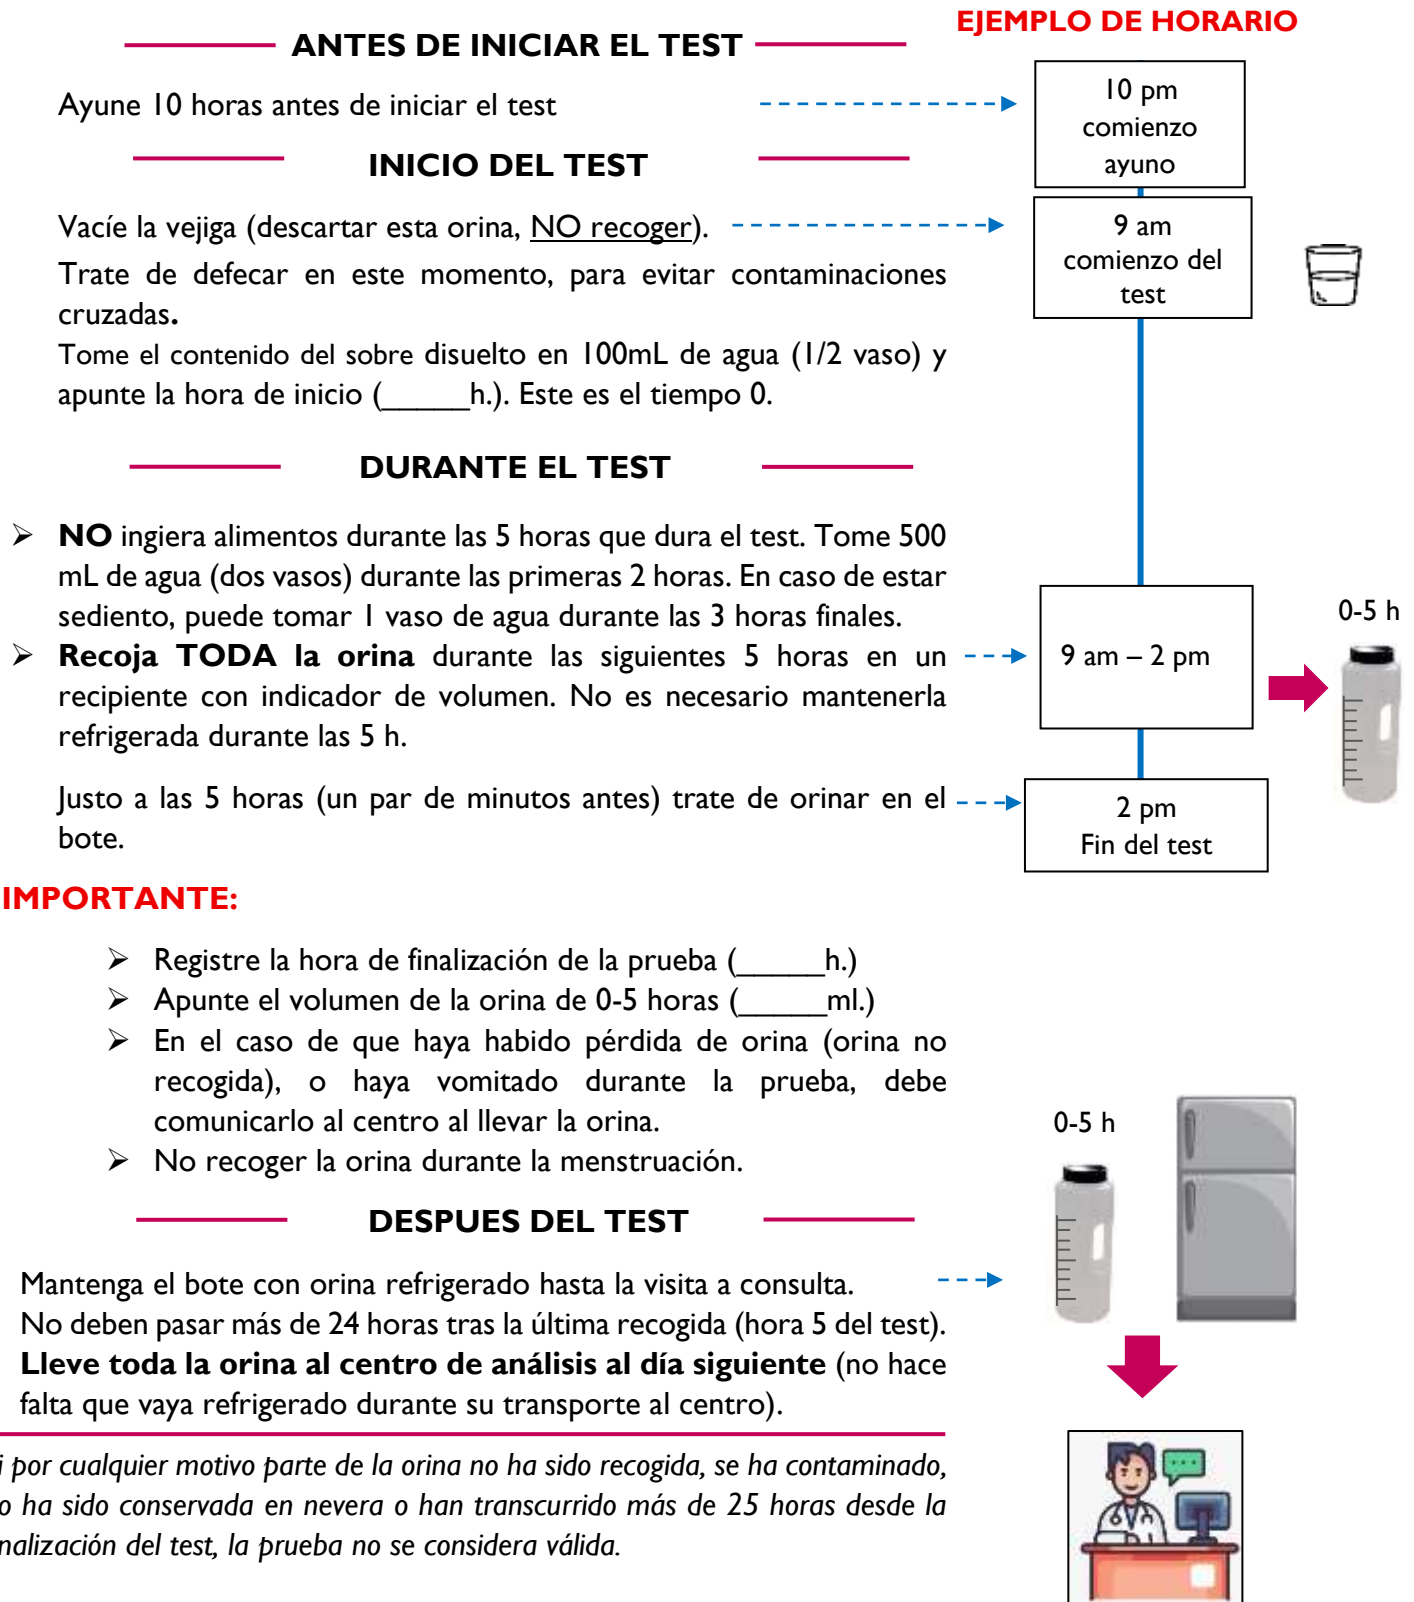 EJEMPLO DE HORARIO
ANTES DE INICIAR EL TEST
Ayune 10 horas antes de iniciar el test
10 pm
comienzo
ayuno
INICIO DEL TEST
Vacíe la vejiga (descartar esta orina, NO recoger).
Trate de defecar en este momento, para evitar contaminaciones
cruzadas.
Tome el contenido del sobre disuelto en 100mL de agua (1/2 vaso) y
apunte la hora de inicio (_____h.). Este es el tiempo 0.
9 am
comienzo del
test
DURANTE EL TEST
➢ NO ingiera alimentos durante las 5 horas que dura el test. Tome 500
mL de agua (dos vasos) durante las primeras 2 horas. En caso de estar
sediento, puede tomar 1 vaso de agua durante las 3 horas finales.
➢ Recoja TODA la orina durante las siguientes 5 horas en un
recipiente con indicador de volumen. No es necesario mantenerla
refrigerada durante las 5 h.
9 am – 2 pm
0-5 h
Justo a las 5 horas (un par de minutos antes) trate de orinar en el
bote.
2 pm
Fin del test
IMPORTANTE:
➢ Registre la hora de finalización de la prueba (_____h.)
➢ Apunte el volumen de la orina de 0-5 horas (_____ml.)
➢ En el caso de que haya habido pérdida de orina (orina no
recogida), o haya vomitado durante la prueba, debe
comunicarlo al centro al llevar la orina.
➢ No recoger la orina durante la menstruación.
0-5 h
DESPUES DEL TEST
Mantenga el bote con orina refrigerado hasta la visita a consulta.
No deben pasar más de 24 horas tras la última recogida (hora 5 del test).
Lleve toda la orina al centro de análisis al día siguiente (no hace
falta que vaya refrigerado durante su transporte al centro).
i por cualquier motivo parte de la orina no ha sido recogida, se ha contaminado,
o ha sido conservada en nevera o han transcurrido más de 25 horas desde la
nalización del test, la prueba no se considera válida.